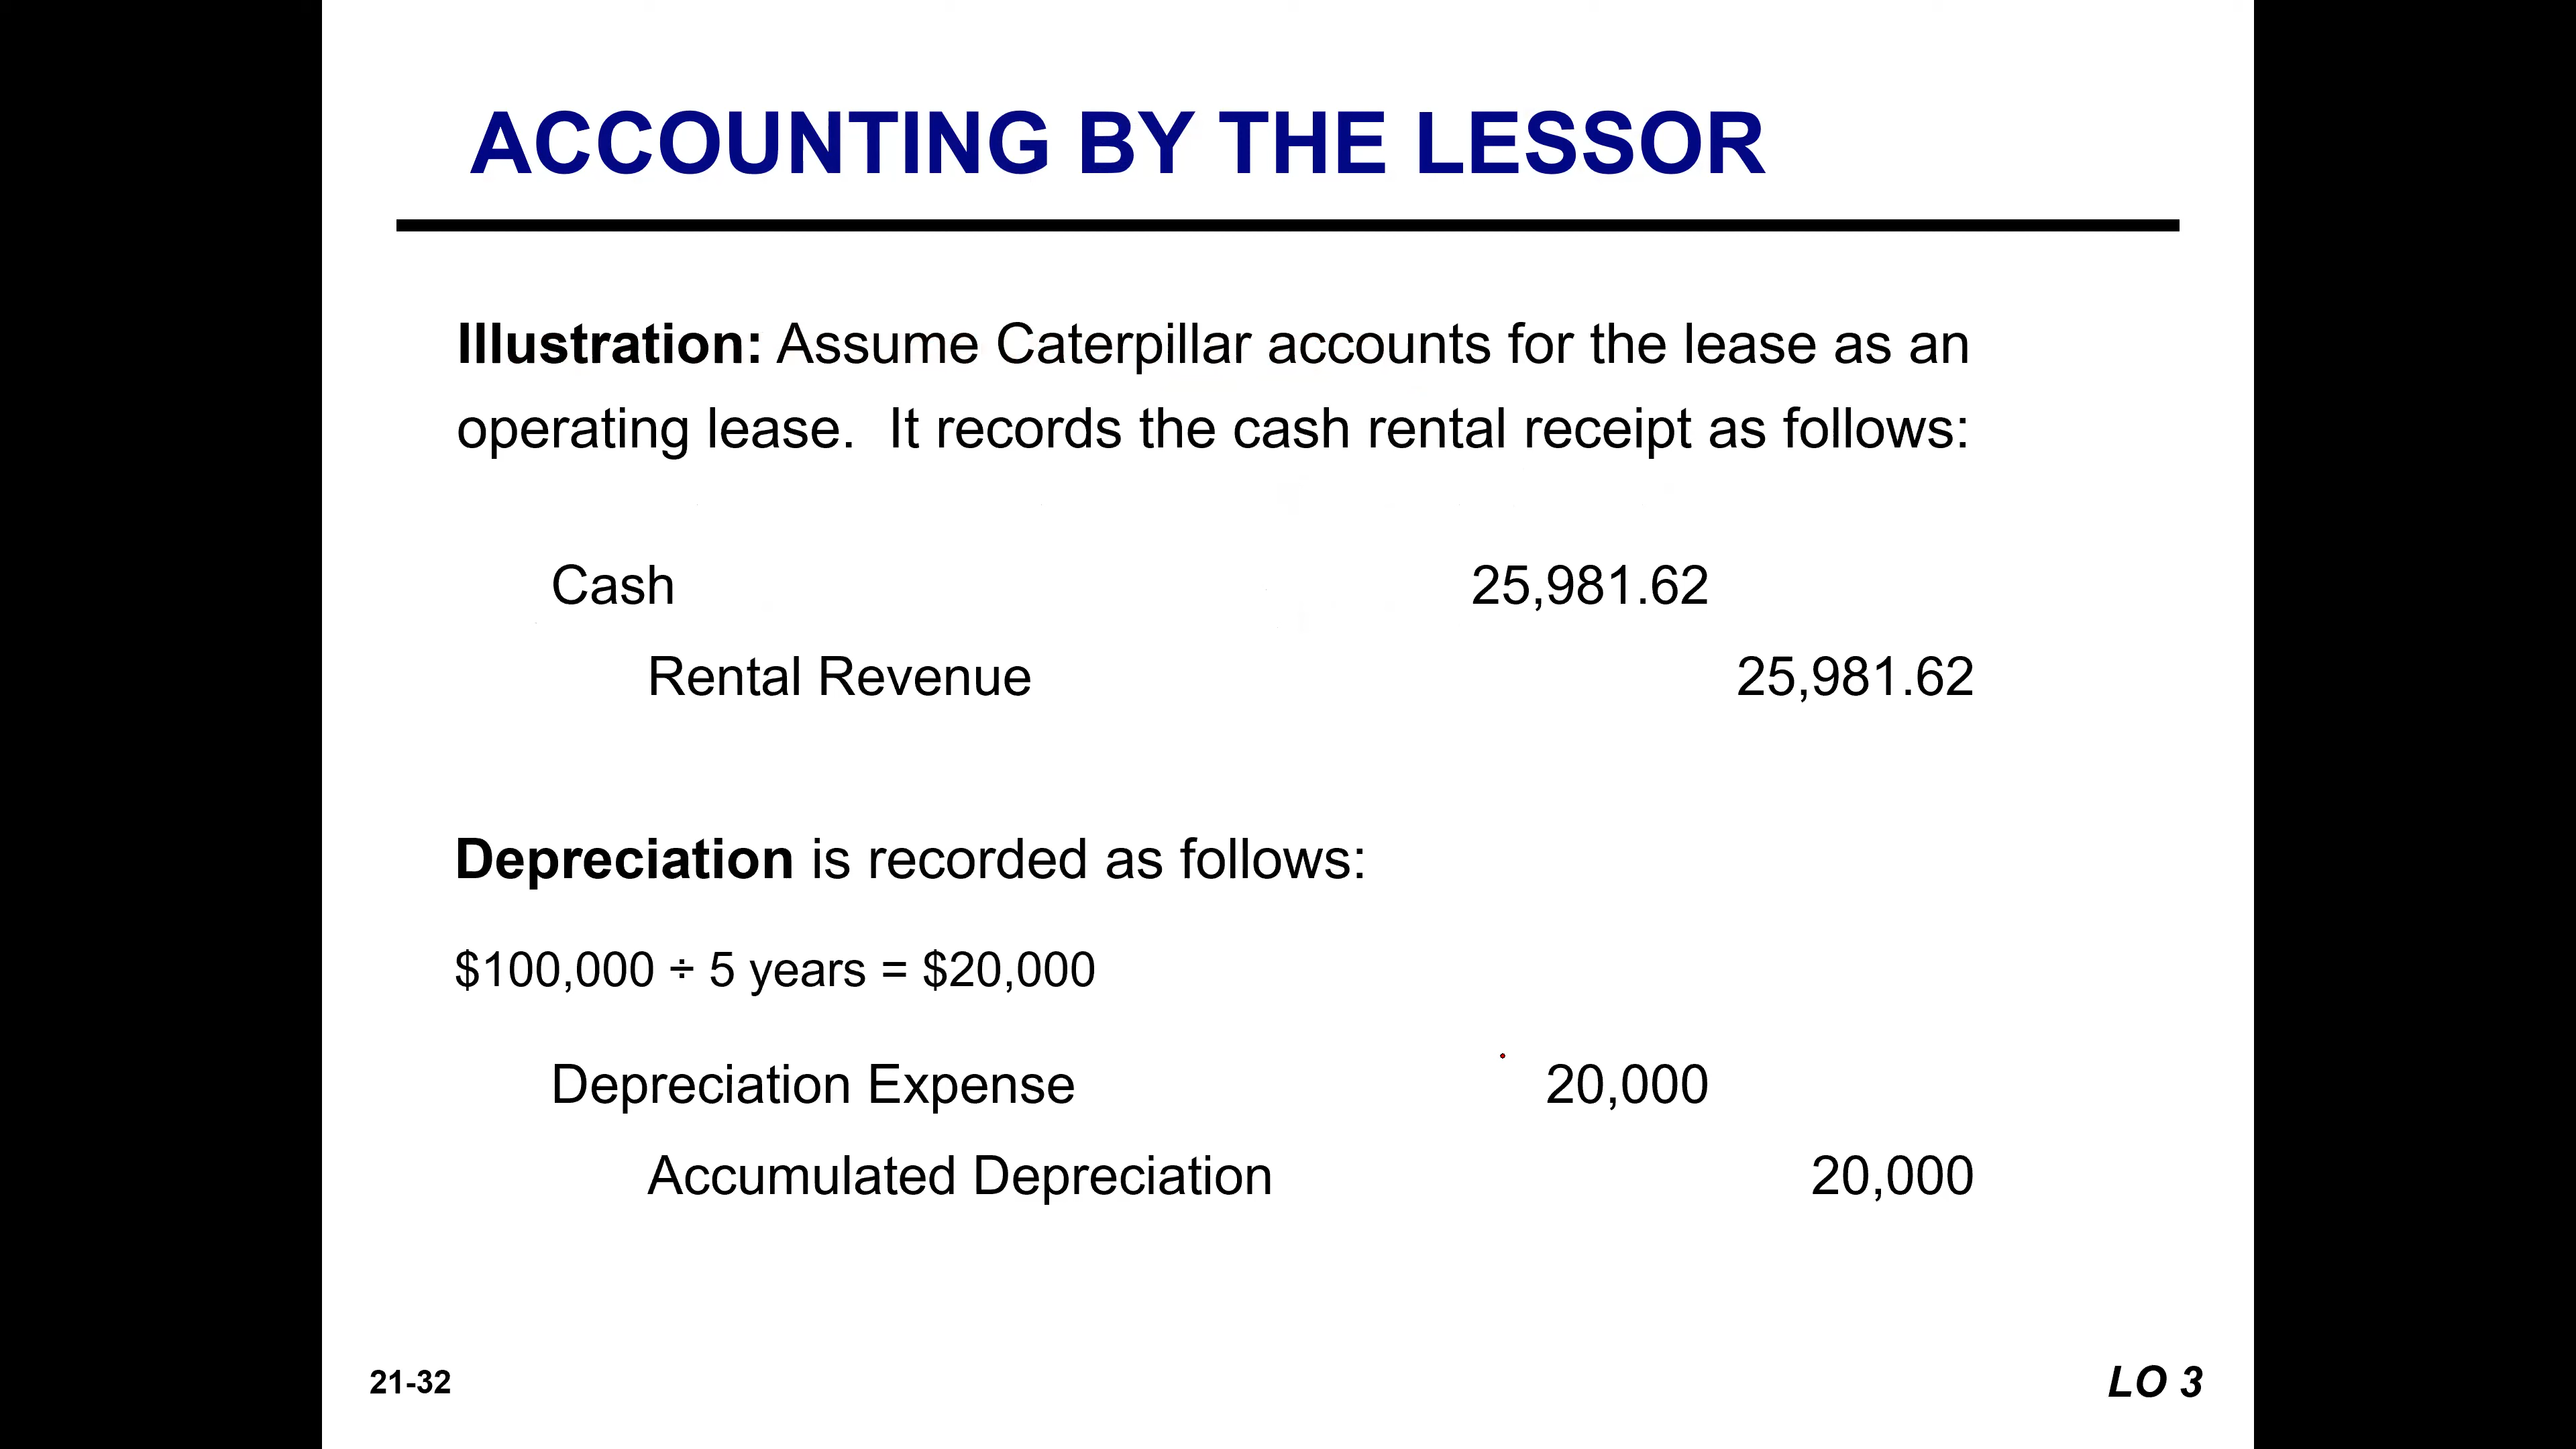 ACCOUNTING BY THE LESSOR
Illustration: Assume Caterpillar accounts for the lease as an
operating lease.  It records the cash rental receipt as follows:
Cash 25,981.62
Rental Revenue 25,981.62
Depreciation is recorded as follows:
$100,000 ÷ 5 years = $20,000
Depreciation Expense 20,000
Accumulated Depreciation 20,000
21-32 LO 3